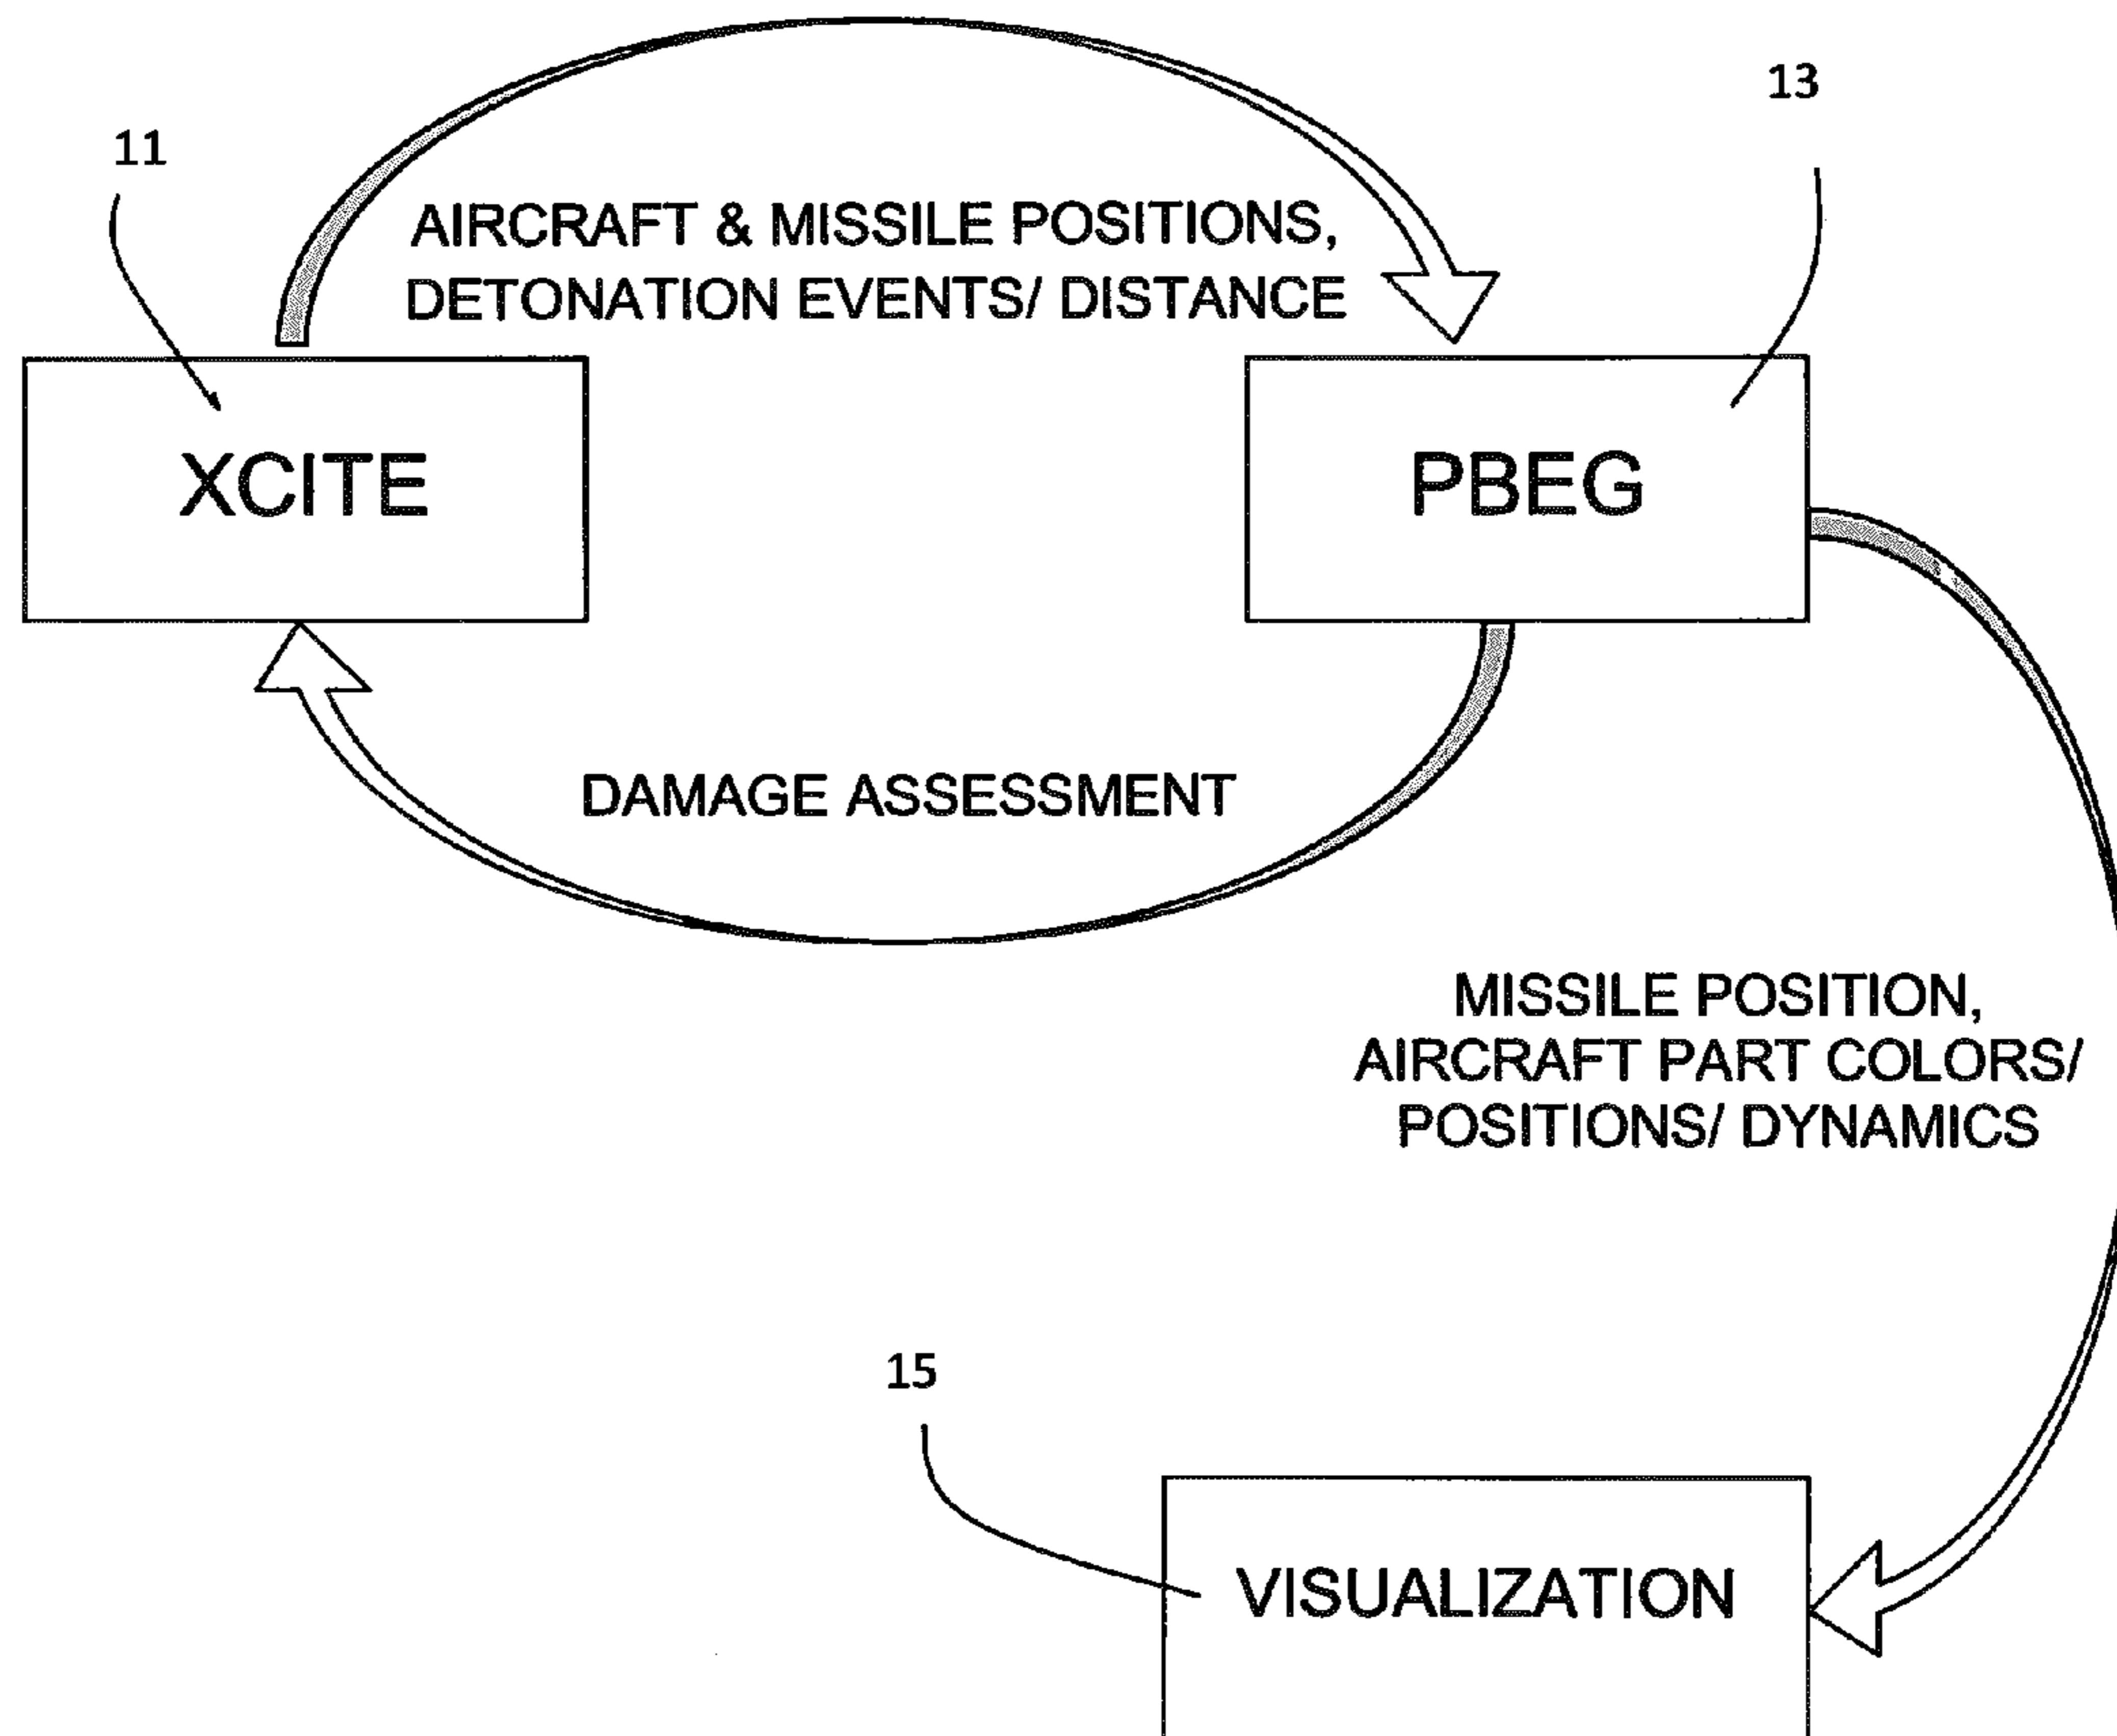 13
11
AIRCRAFT & MISSILE POSITIONS,
DETONATION EVENTS/ DISTANCE
XCITE
PBEG
DAMAGE ASSESSMENT
MISSILE POSITION,
AIRCRAFT PART COLORS/
POSITIONS/ DYNAMICS
15
VISUALIZATION